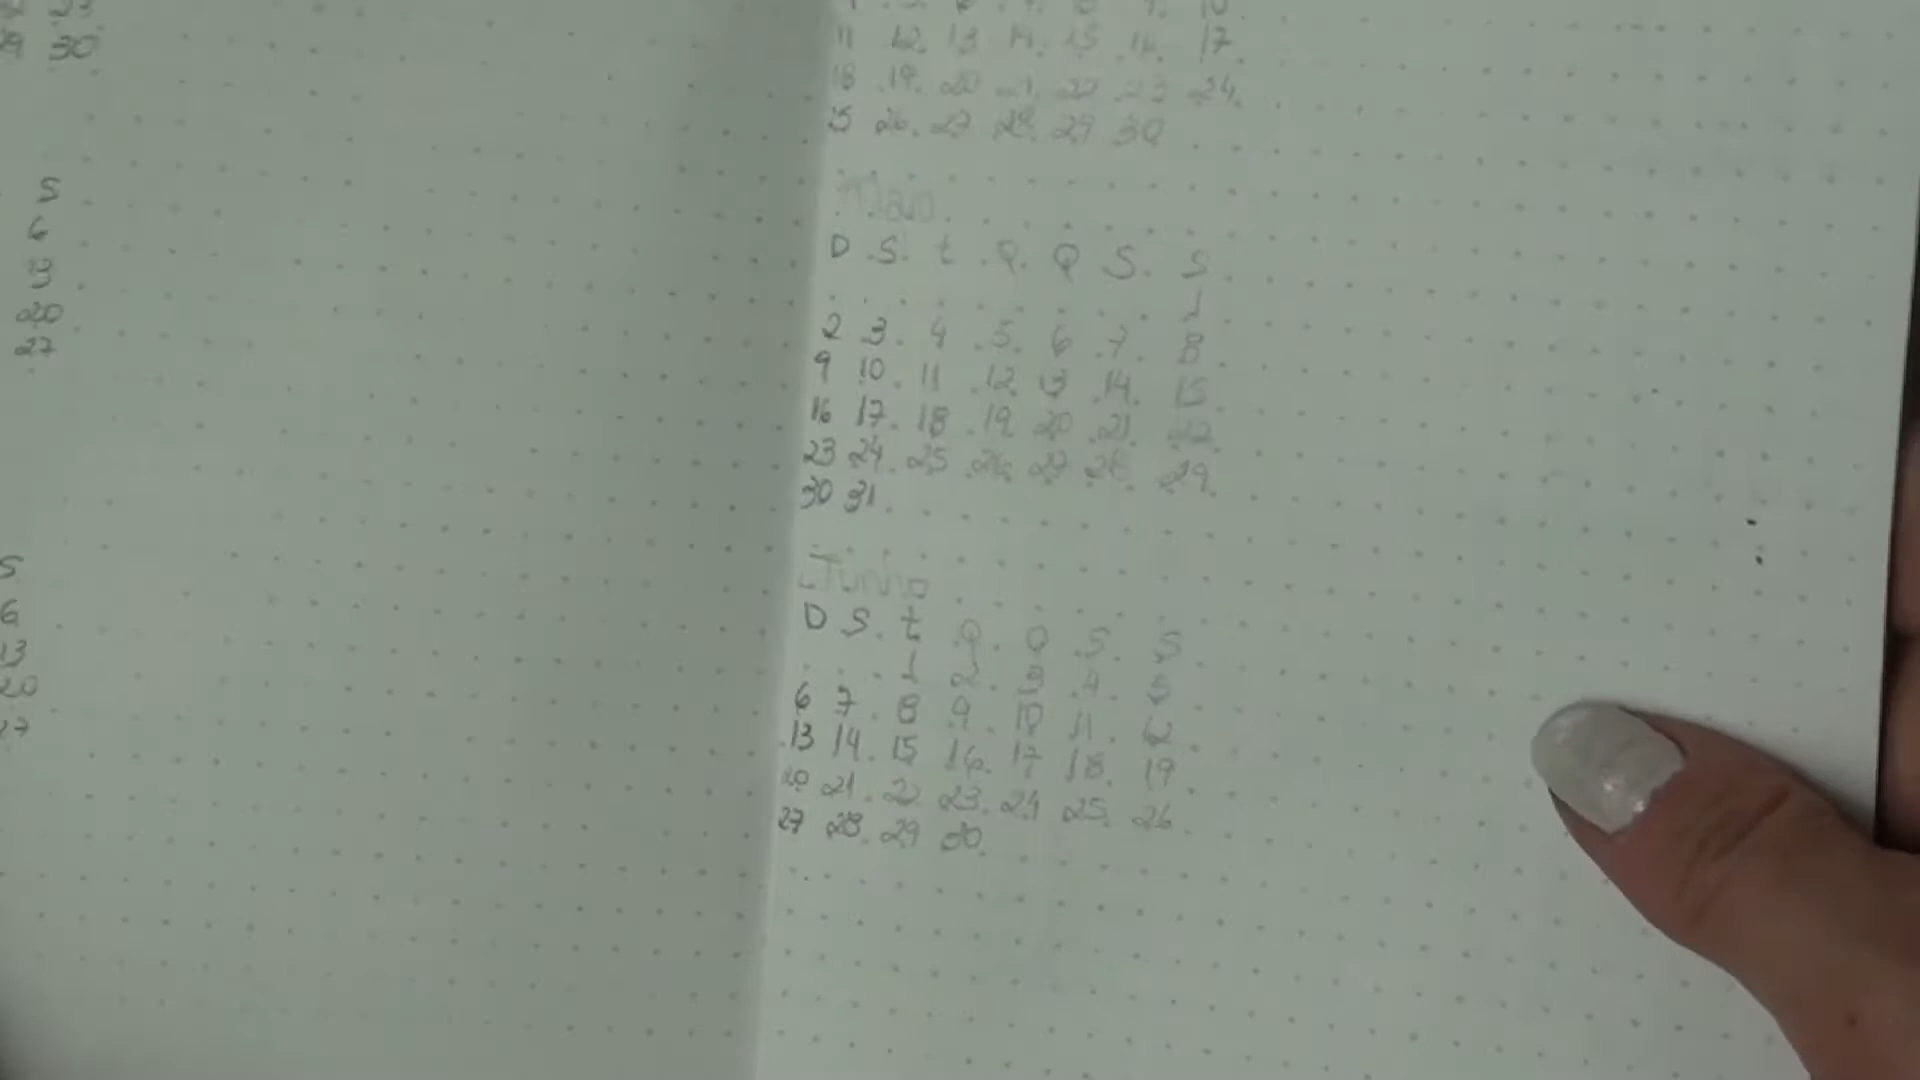 29 30
S
6
13
20
27
S
6
13
20
27
11 12 13 14 15 16 17
18 19 20 21 22 23 24
25 26 27 28 29 30
Maio
D S t Q Q S S
1
2 3 4 5 6 7 8
9 10 11 12 13 14 15
16 17 18 19 20 21 22
23 24 25 26 27 28 29
30 31
Junho
D S t Q Q S S
1 2 3 4 5
6 7 8 9 10 11 12
13 14 15 16 17 18 19
20 21 22 23 24 25 26
27 28 29 30